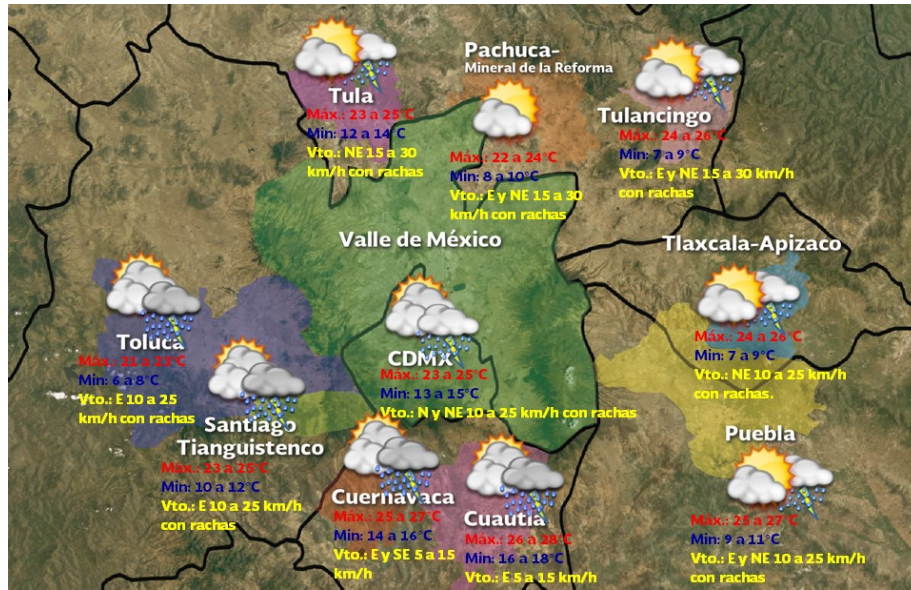 Tula
Máx.: 23 a 25°C
Min: 12 a 14°C
Vto.: NE 15 a 30
km/h con rachas
Pachuca-
Mineral de la Reforma
Máx.: 22 a 24°C
Min: 8 a 10°C
Vto.: E y NE 15 a 30
km/h con rachas
Tulancingo
Máx.: 24 a 26°C
Min: 7 a 9°C
Vto.: E y NE 15 a 30 km/h
con rachas
Valle de México
Tlaxcala-Apizaco
Máx.: 24 a 26°C
Min: 7 a 9°C
Vto.: NE 10 a 25 km/h
con rachas.
Toluca
Máx.: 21 a 23°C
Min: 6 a 8°C
Vto.: E 10 a 25
km/h con rachas
CDMX
Máx.: 23 a 25°C
Min: 13 a 15°C
Vto.: N y NE 10 a 25 km/h con rachas
Santiago
Tianguistenco
Máx.: 23 a 25°C
Min: 10 a 12°C
Vto.: E 10 a 25 km/h
con rachas
Cuernavaca
Máx.: 25 a 27°C
Min: 14 a 16°C
Vto.: E y SE 5 a 15
km/h
Cuautla
Máx.: 26 a 28°C
Min: 16 a 18°C
Vto.: E 5 a 15 km/h
Puebla
Máx.: 25 a 27°C
Min: 9 a 11°C
Vto.: E y NE 10 a 25 km/h
con rachas